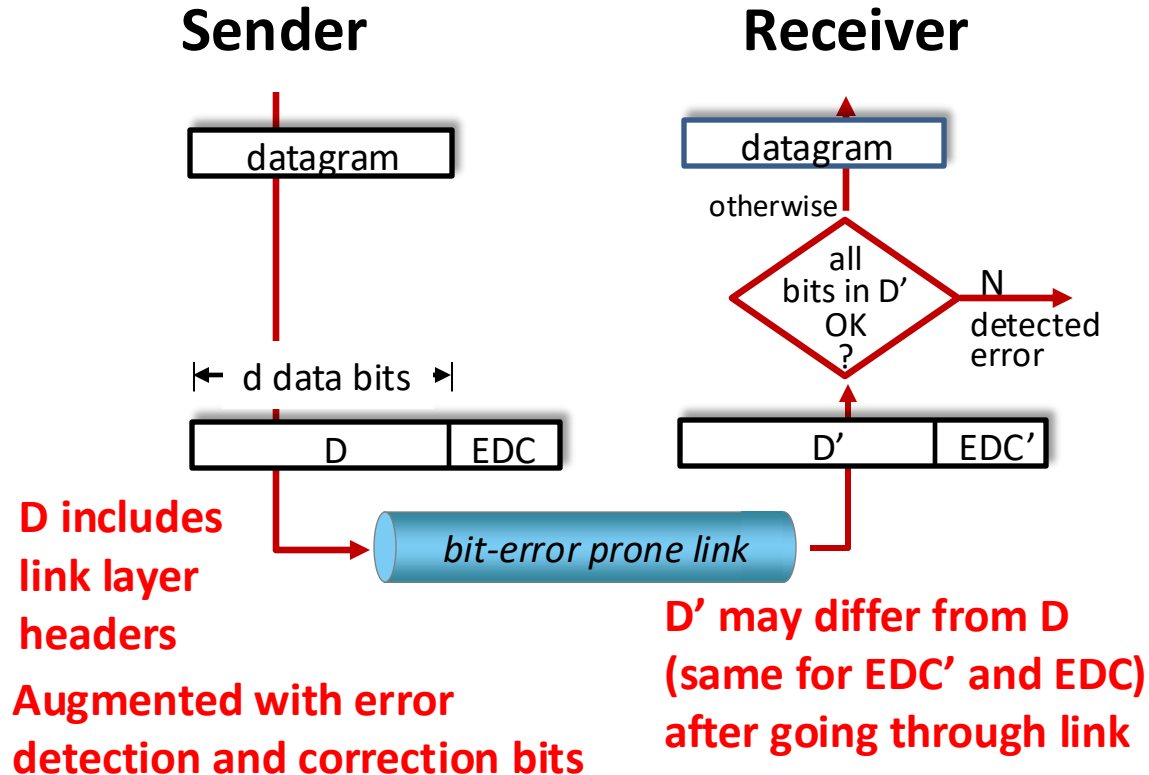 Sender
Receiver
datagram
datagram
otherwise
all
bits in D’
OK
?
N
detected
error
d data bits
D
EDC
D’
EDC’
bit-error prone link
D includes
link layer
headers
Augmented with error
detection and correction bits
D’ may differ from D
(same for EDC’ and EDC)
after going through link